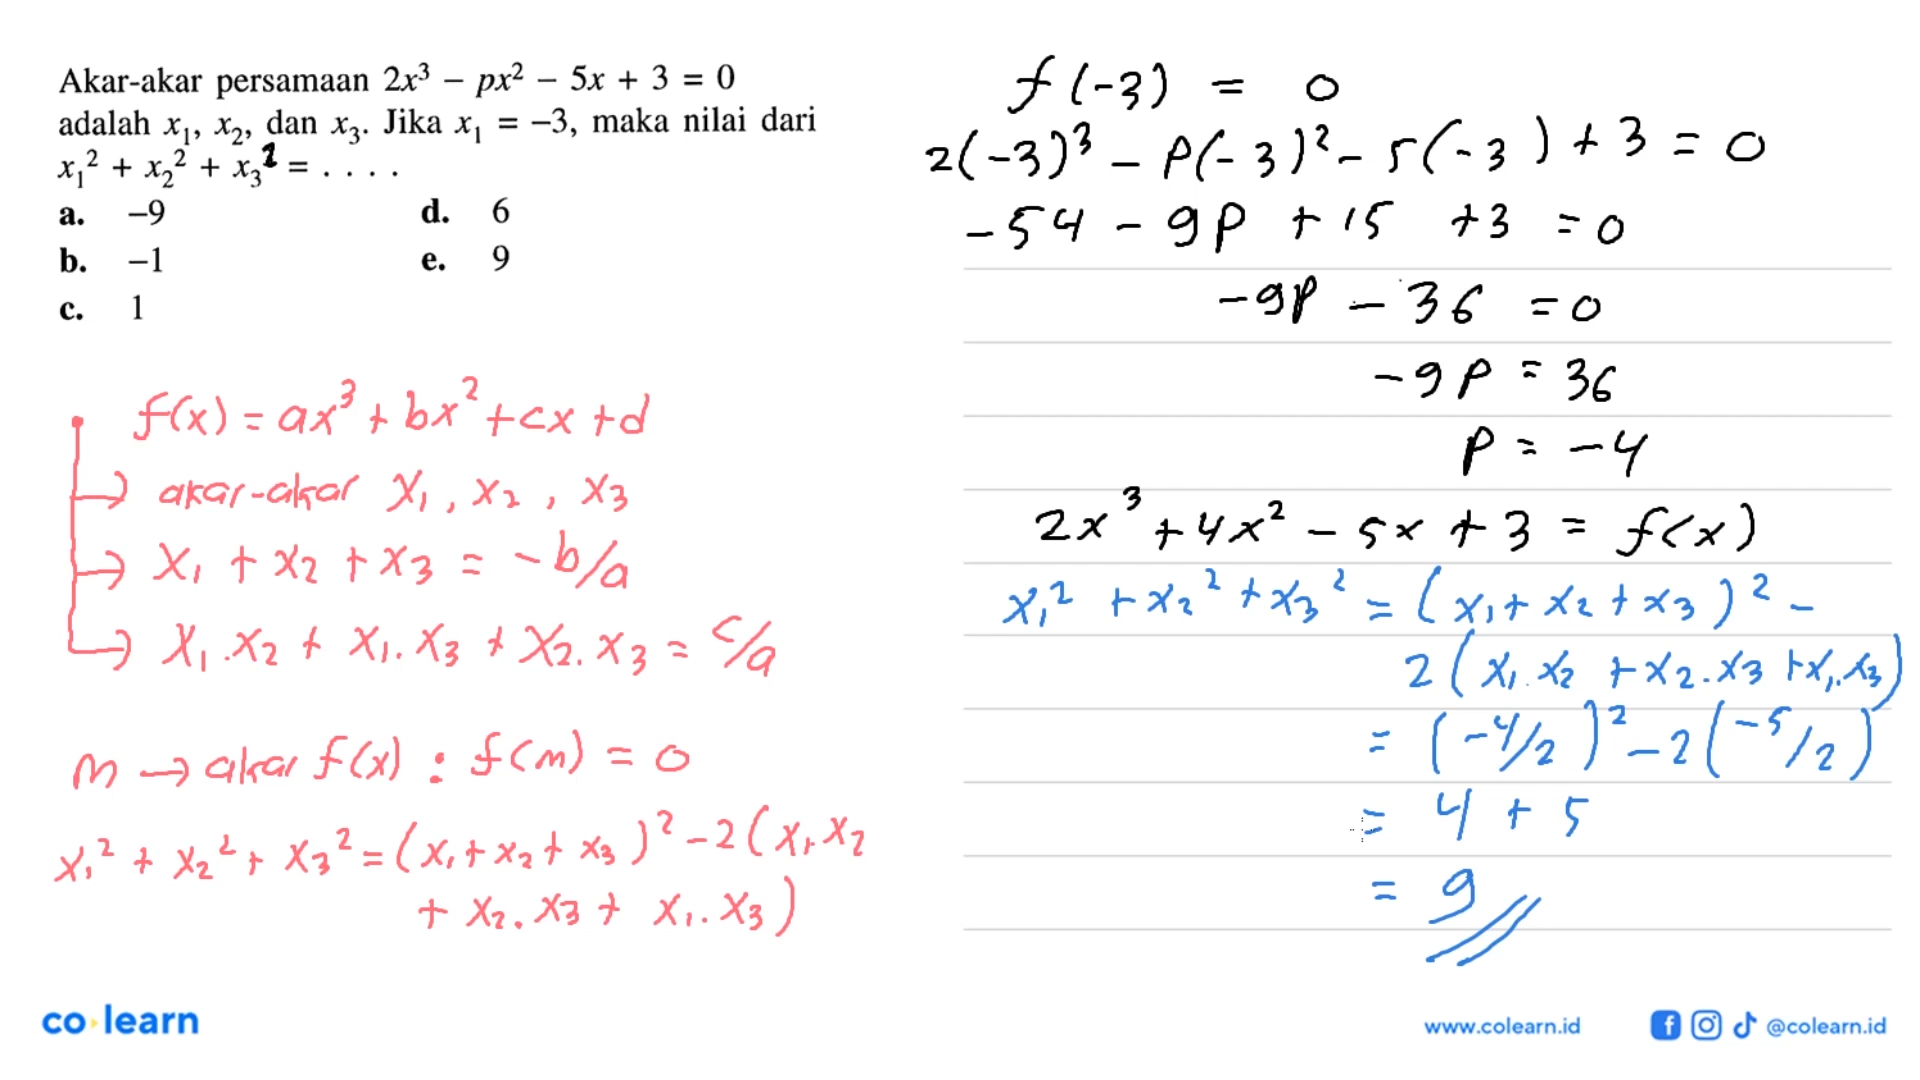 Akar-akar persamaan 2x³ – px² – 5x + 3 = 0
adalah x₁, x₂, dan x₃. Jika x₁ = –3, maka nilai dari
x₁² + x₂² + x₃² = . . . .
a. –9
b. –1
c. 1
d. 6
e. 9
f(x) = ax³ + bx² + cx + d
→ akar-akar x₁, x₂, x₃
→ x₁ + x₂ + x₃ = -b/a
→ x₁.x₂ + x₁.x₃ + x₂.x₃ = c/a
m → akar f(x) : f(m) = 0
x₁² + x₂² + x₃² = (x₁ + x₂ + x₃)² - 2(x₁.x₂
+ x₂.x₃ + x₁.x₃)
f(-3) = 0
2(-3)³ - p(-3)² - 5(-3) + 3 = 0
-54 - 9p + 15 + 3 = 0
-9p - 36 = 0
-9p = 36
p = -4
2x³ + 4x² - 5x + 3 = f(x)
x₁² + x₂² + x₃² = (x₁ + x₂ + x₃)² -
2(x₁.x₂ + x₂.x₃ + x₁.x₃)
= (-4/2)² - 2(-5/2)
= 4 + 5
= 9
co learn
www.colearn.id
@colearn.id